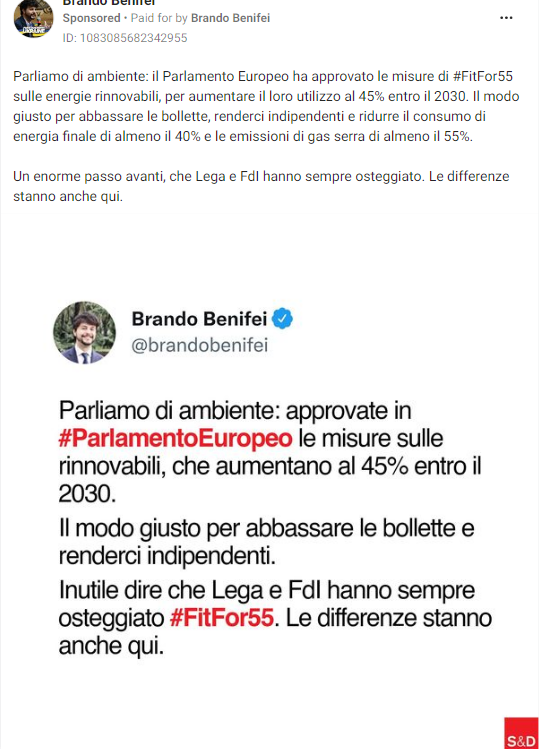 Brando Benifei
Sponsored • Paid for by Brando Benifei
ID: 1083085682342955
Parliamo di ambiente: il Parlamento Europeo ha approvato le misure di #FitFor55
sulle energie rinnovabili, per aumentare il loro utilizzo al 45% entro il 2030. Il modo
giusto per abbassare le bollette, renderci indipendenti e ridurre il consumo di
energia finale di almeno il 40% e le emissioni di gas serra di almeno il 55%.
Un enorme passo avanti, che Lega e FdI hanno sempre osteggiato. Le differenze
stanno anche qui.
Brando Benifei
@brandobenifei
Parliamo di ambiente: approvate in
#ParlamentoEuropeo le misure sulle
rinnovabili, che aumentano al 45% entro il
2030.
Il modo giusto per abbassare le bollette e
renderci indipendenti.
Inutile dire che Lega e FdI hanno sempre
osteggiato #FitFor55. Le differenze stanno
anche qui.
S&D